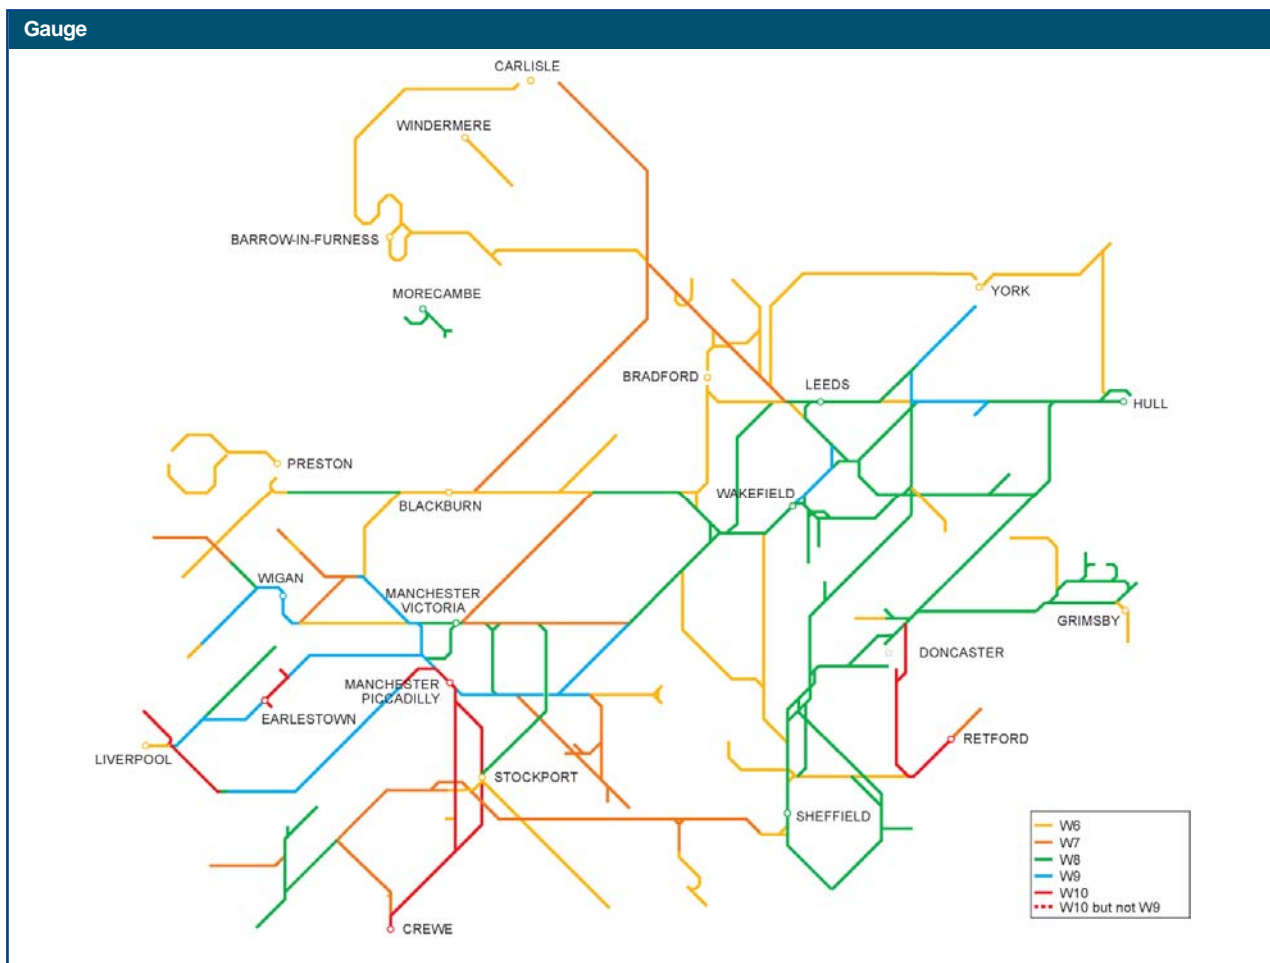 Gauge
CARLISLE
WINDERMERE
BARROW-IN-FURNESS
MORECAMBE
YORK
BRADFORD
LEEDS
HULL
PRESTON
BLACKBURN
WAKEFIELD
WIGAN
MANCHESTER
VICTORIA
GRIMSBY
DONCASTER
MANCHESTER
PICCADILLY
EARLESTOWN
RETFORD
LIVERPOOL
STOCKPORT
SHEFFIELD
CREWE
W6
W7
W8
W9
W10
W10 but not W9